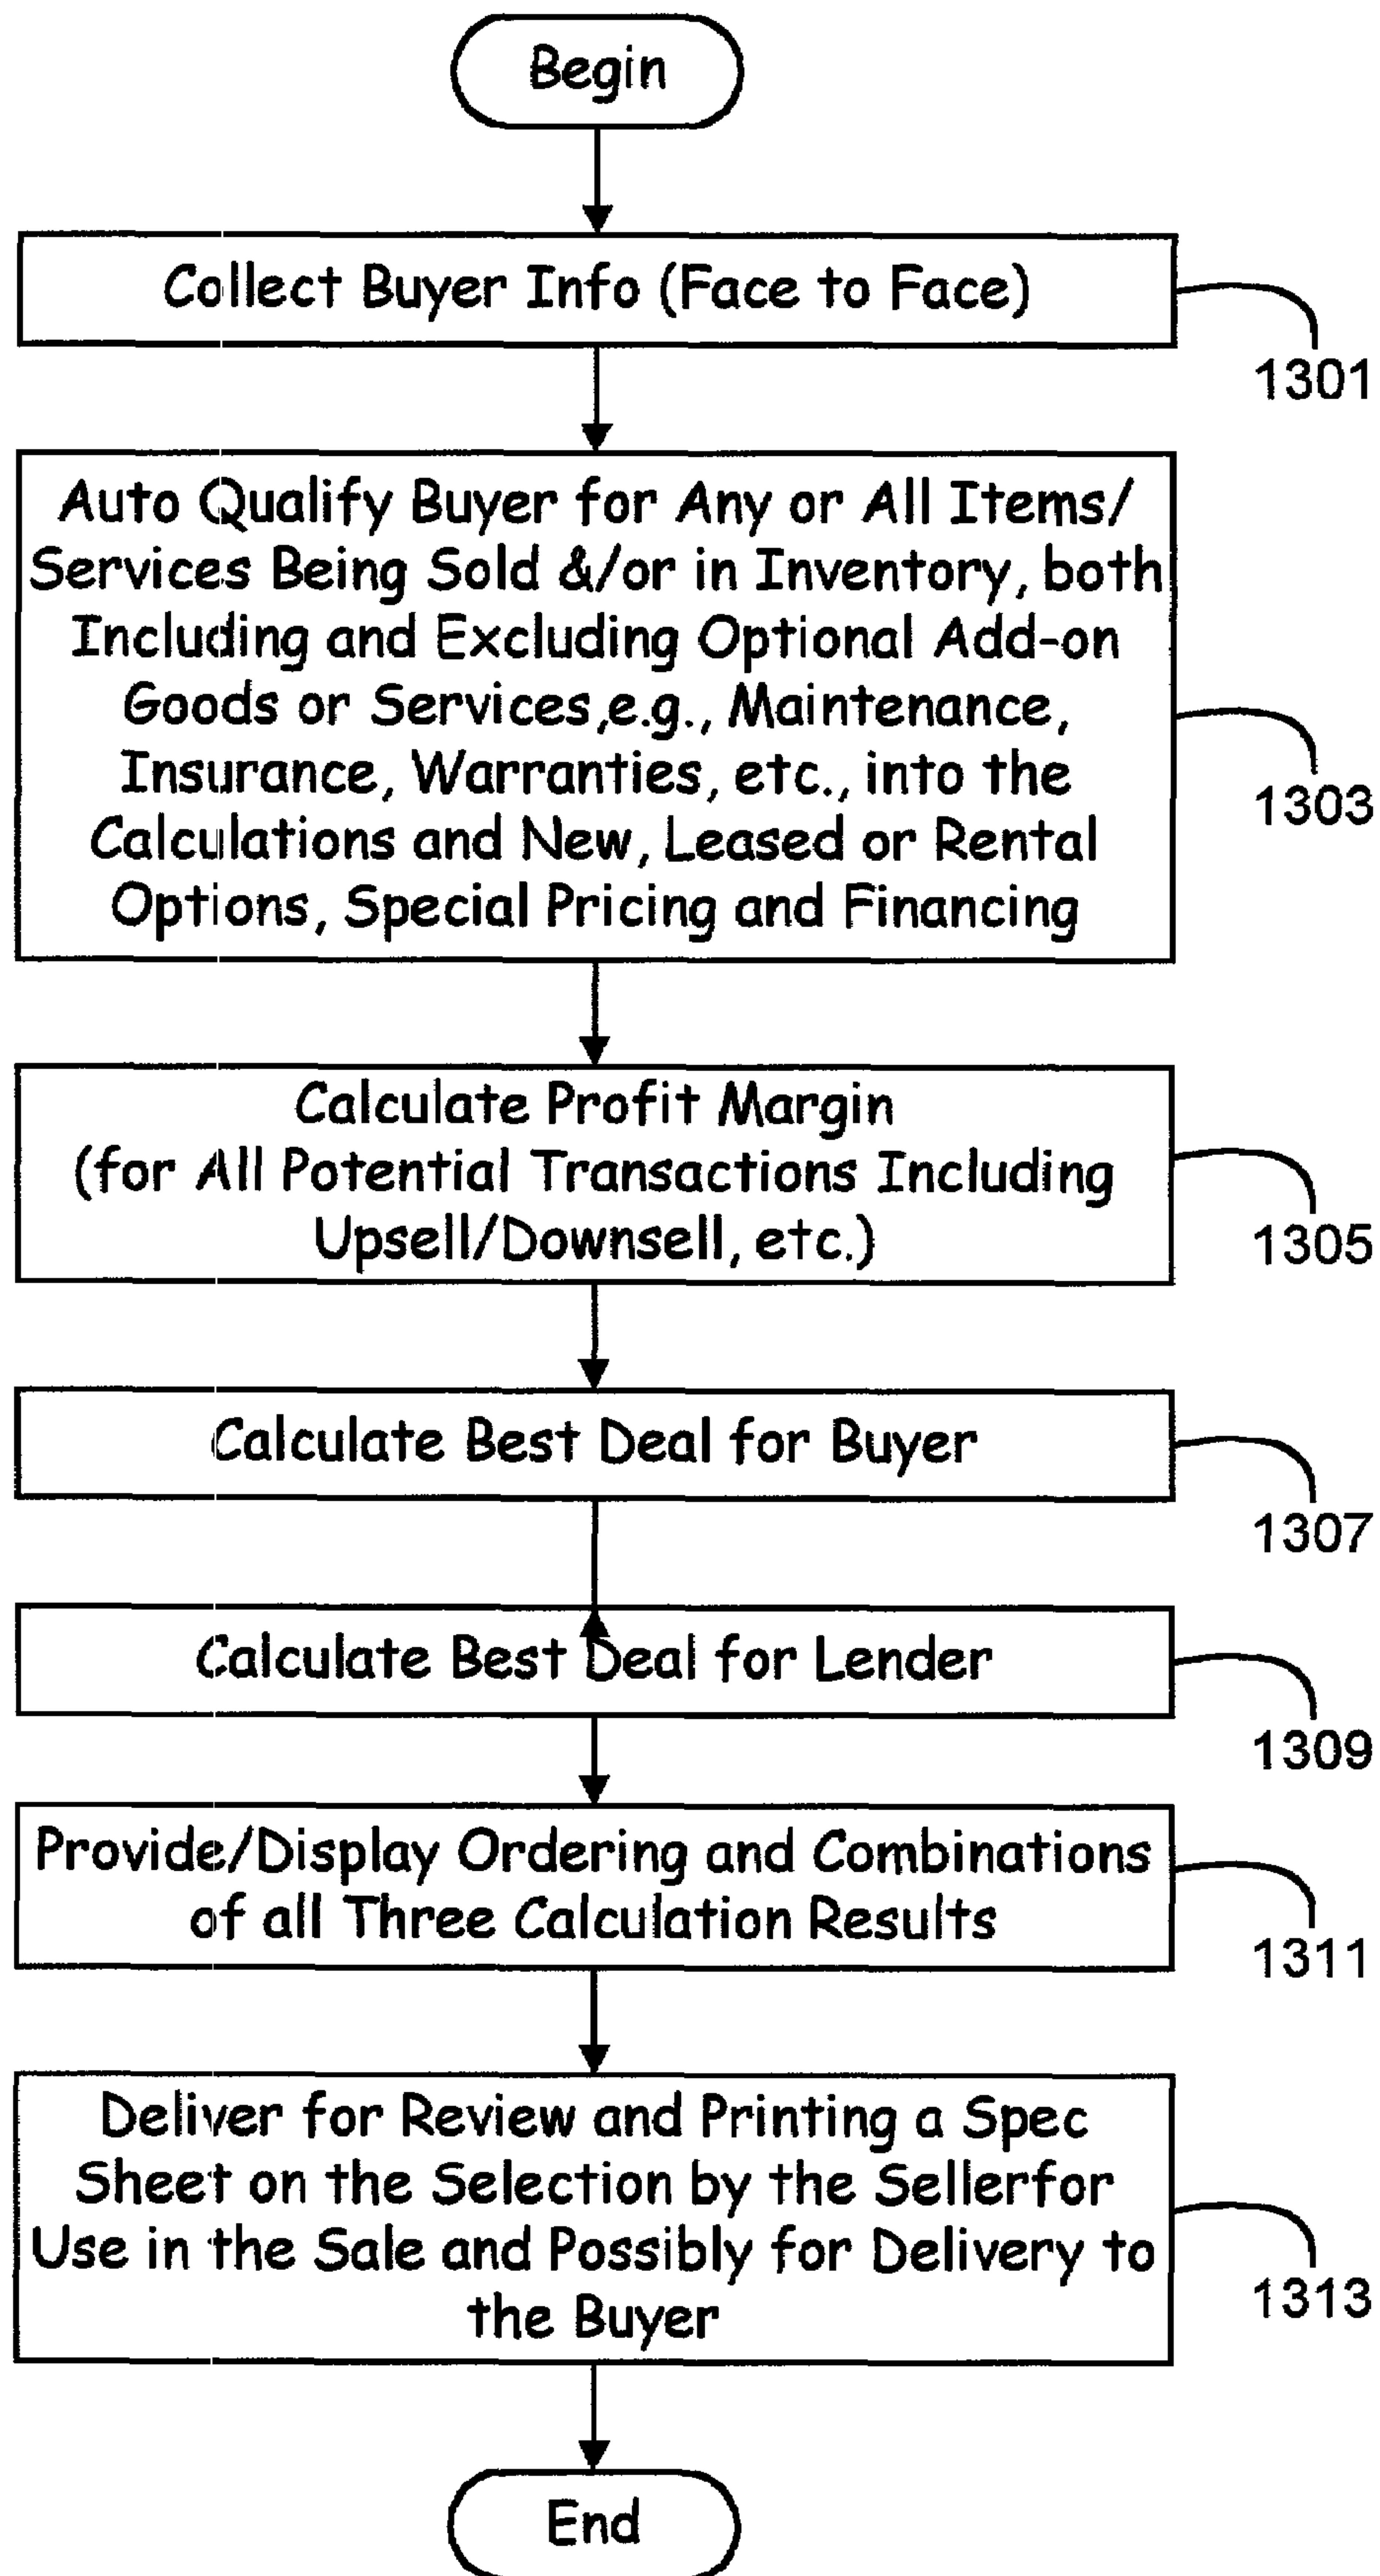 Begin
Collect Buyer Info (Face to Face)
1301
Auto Qualify Buyer for Any or All Items/
Services Being Sold &/or in Inventory, both
Including and Excluding Optional Add-on
Goods or Services,e.g., Maintenance,
Insurance, Warranties, etc., into the
Calculations and New, Leased or Rental
Options, Special Pricing and Financing
1303
Calculate Profit Margin
(for All Potential Transactions Including
Upsell/Downsell, etc.)
1305
Calculate Best Deal for Buyer
1307
Calculate Best Deal for Lender
1309
Provide/Display Ordering and Combinations
of all Three Calculation Results
1311
Deliver for Review and Printing a Spec
Sheet on the Selection by the Sellerfor
Use in the Sale and Possibly for Delivery to
the Buyer
1313
End